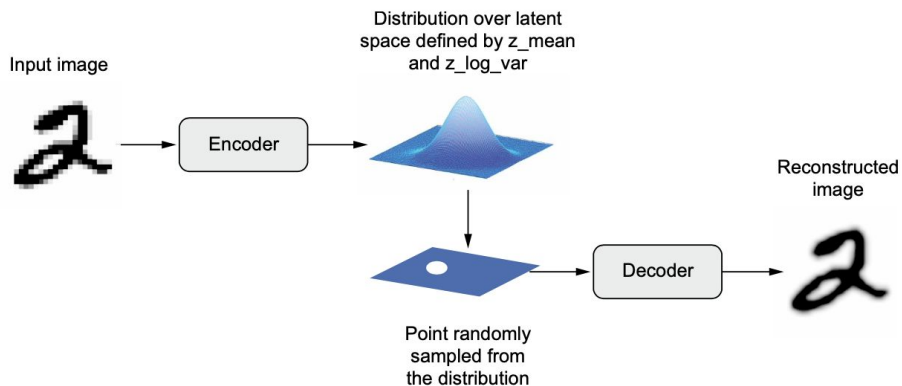 Distribution over latent
space defined by z_mean
and z_log_var
Input image
Encoder
Reconstructed
image
Decoder
Point randomly
sampled from
the distribution